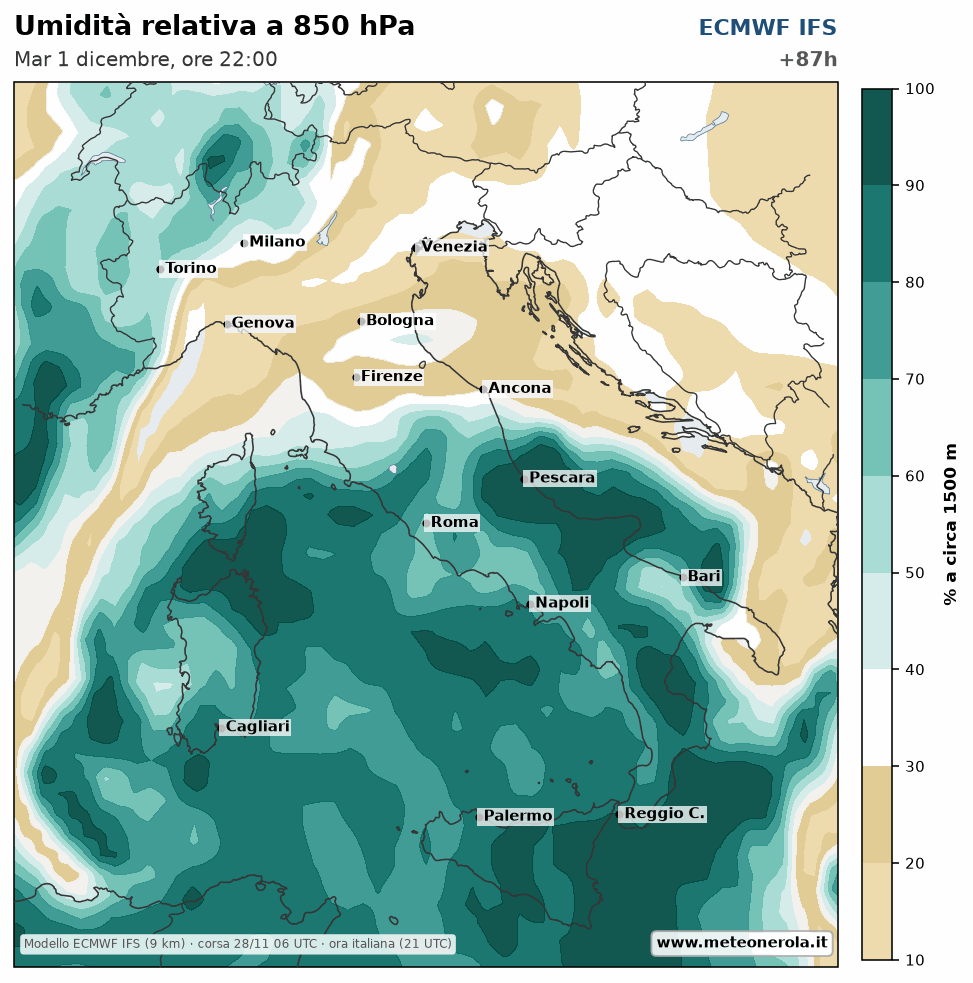 Umidità relativa a 850 hPa
ECMWF IFS
Mar 1 dicembre, ore 22:00
+87h
100
90
80
70
60
50
40
30
20
10
% a circa 1500 m
Milano
Venezia
Torino
Genova
Bologna
Firenze
Ancona
Pescara
Roma
Bari
Napoli
Cagliari
Palermo
Reggio C.
Modello ECMWF IFS (9 km) · corsa 28/11 06 UTC · ora italiana (21 UTC)
www.meteonerola.it